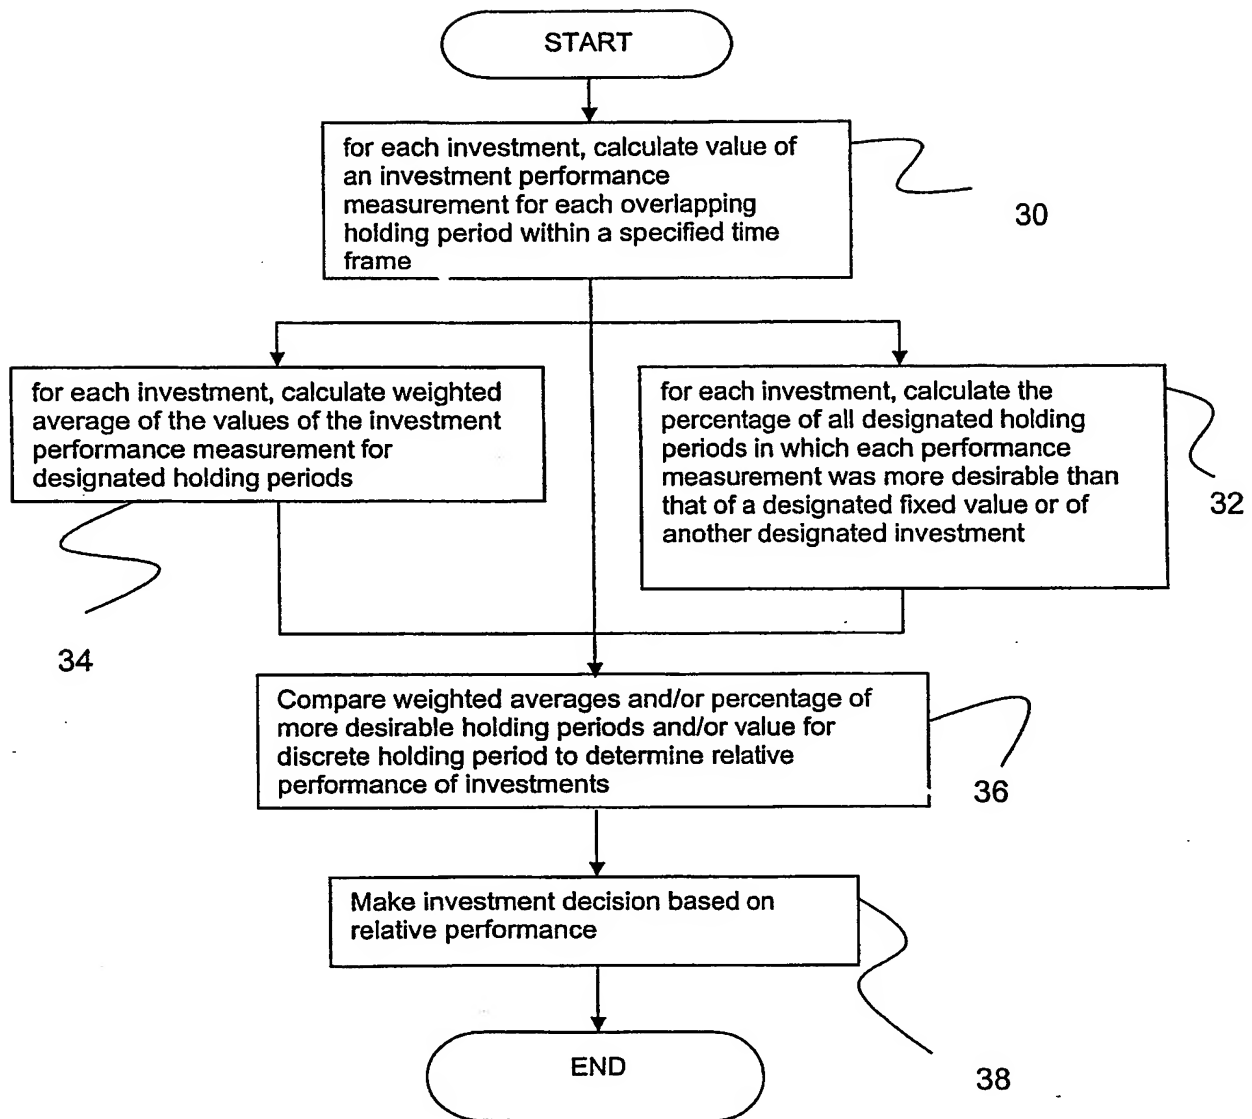 START
for each investment, calculate value of
an investment performance
measurement for each overlapping
holding period within a specified time
frame
30
for each investment, calculate weighted
average of the values of the investment
performance measurement for
designated holding periods
34
for each investment, calculate the
percentage of all designated holding
periods in which each performance
measurement was more desirable than
that of a designated fixed value or of
another designated investment
32
Compare weighted averages and/or percentage of
more desirable holding periods and/or value for
discrete holding period to determine relative
performance of investments
36
Make investment decision based on
relative performance
38
END